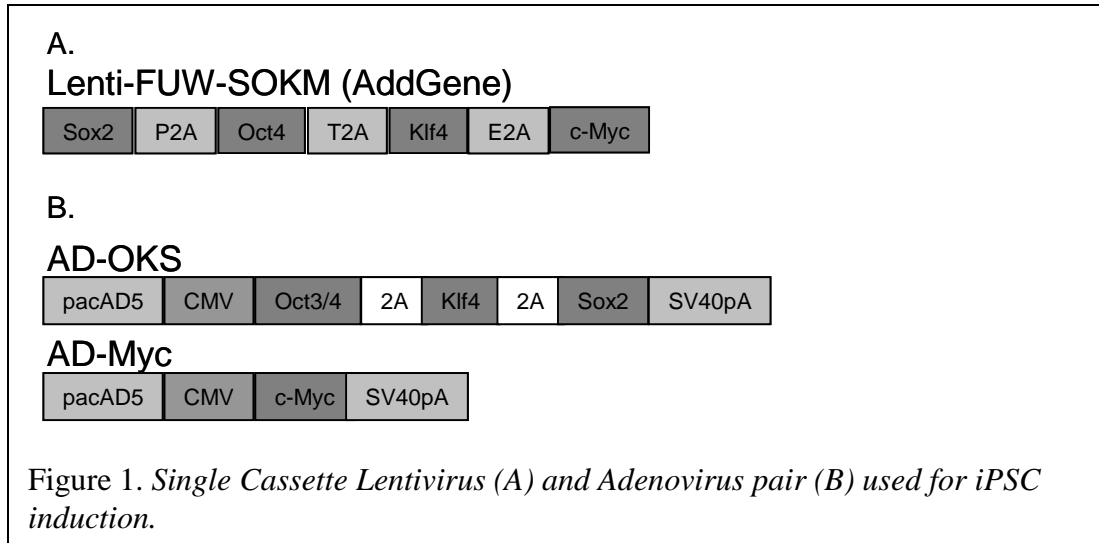 A.
Lenti-FUW-SOKM (AddGene)
Sox2 P2A Oct4 T2A Klf4 E2A c-Myc
B.
AD-OKS
pacAD5 CMV Oct3/4 2A Klf4 2A Sox2 SV40pA
AD-Myc
pacAD5 CMV c-Myc SV40pA
Figure 1. Single Cassette Lentivirus (A) and Adenovirus pair (B) used for iPSC
induction.